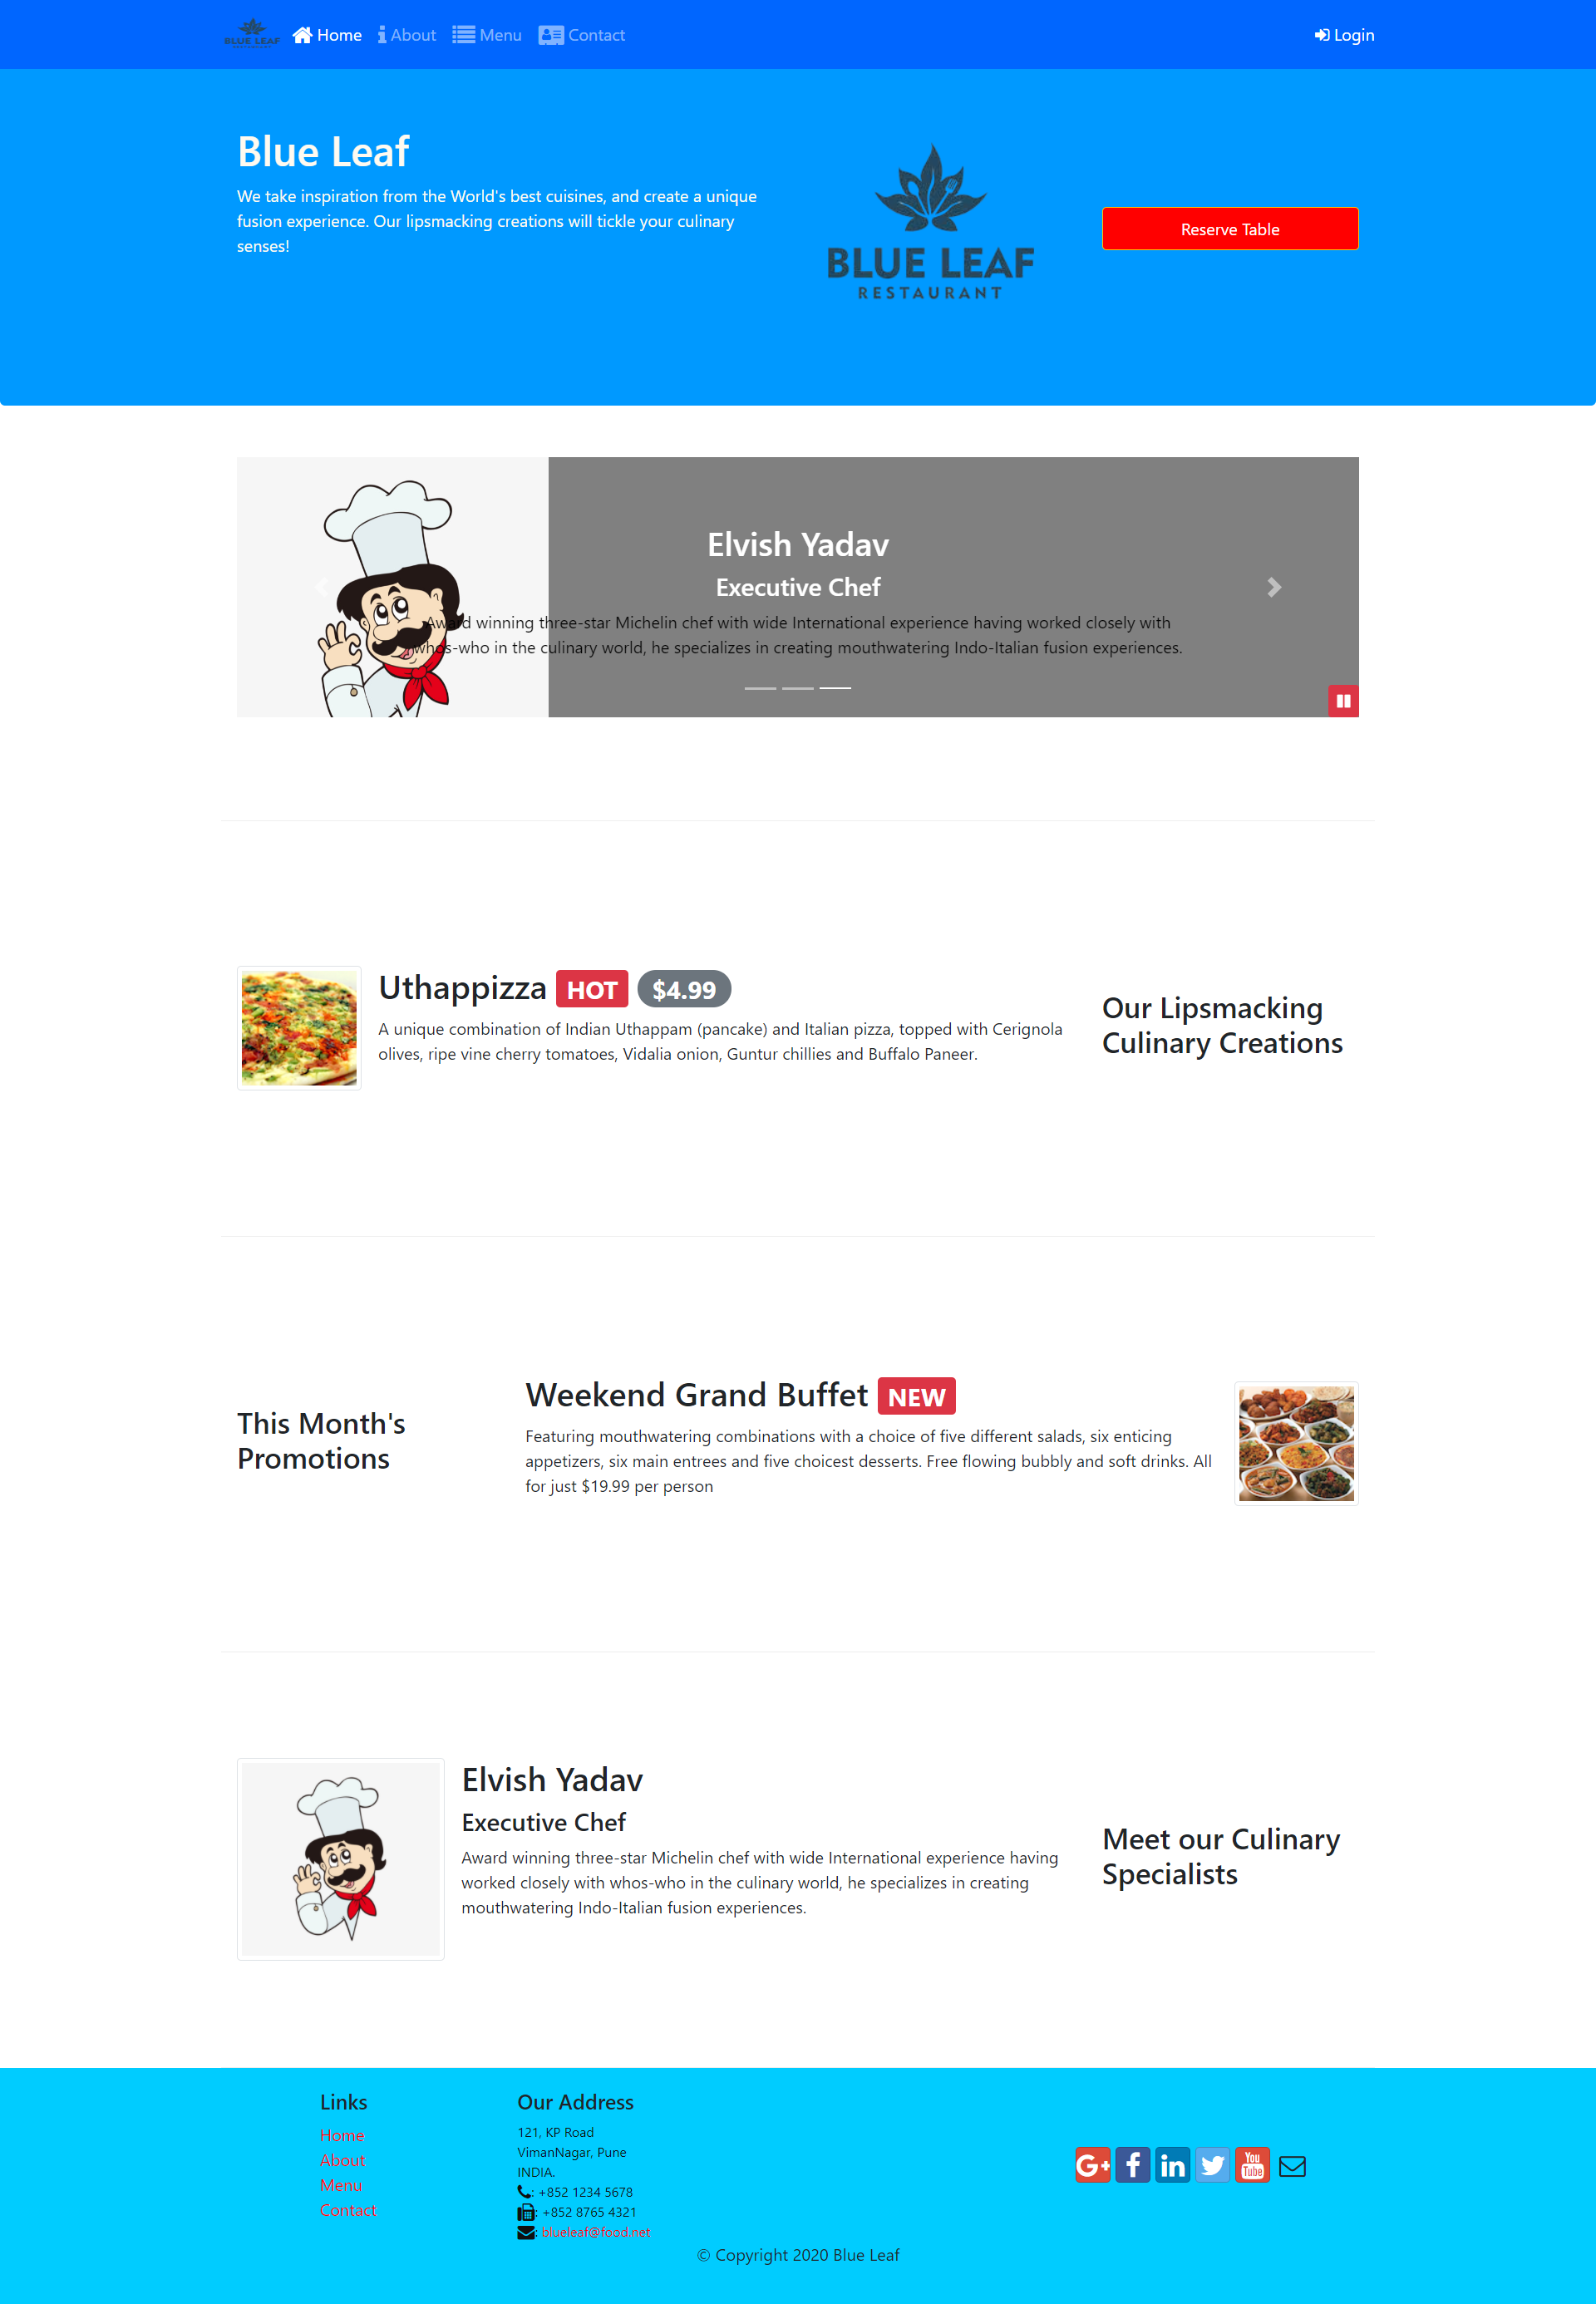 BLUE LEAF
RESTAURANT
Home
About
Menu
Contact
Login
Blue Leaf
We take inspiration from the World's best cuisines, and create a unique
fusion experience. Our lipsmacking creations will tickle your culinary
senses!
BLUE LEAF
RESTAURANT
Reserve Table
Elvish Yadav
Executive Chef
Award winning three-star Michelin chef with wide International experience having worked closely with
whos-who in the culinary world, he specializes in creating mouthwatering Indo-Italian fusion experiences.
Uthappizza HOT $4.99
A unique combination of Indian Uthappam (pancake) and Italian pizza, topped with Cerignola
olives, ripe vine cherry tomatoes, Vidalia onion, Guntur chillies and Buffalo Paneer.
Our Lipsmacking
Culinary Creations
This Month's
Promotions
Weekend Grand Buffet NEW
Featuring mouthwatering combinations with a choice of five different salads, six enticing
appetizers, six main entrees and five choicest desserts. Free flowing bubbly and soft drinks. All
for just $19.99 per person
Elvish Yadav
Executive Chef
Award winning three-star Michelin chef with wide International experience having
worked closely with whos-who in the culinary world, he specializes in creating
mouthwatering Indo-Italian fusion experiences.
Meet our Culinary
Specialists
Links
Home
About
Menu
Contact
Our Address
121, KP Road
VimanNagar, Pune
INDIA.
: +852 1234 5678
: +852 8765 4321
: blueleaf@food.net
G+ f in You Tube
© Copyright 2020 Blue Leaf